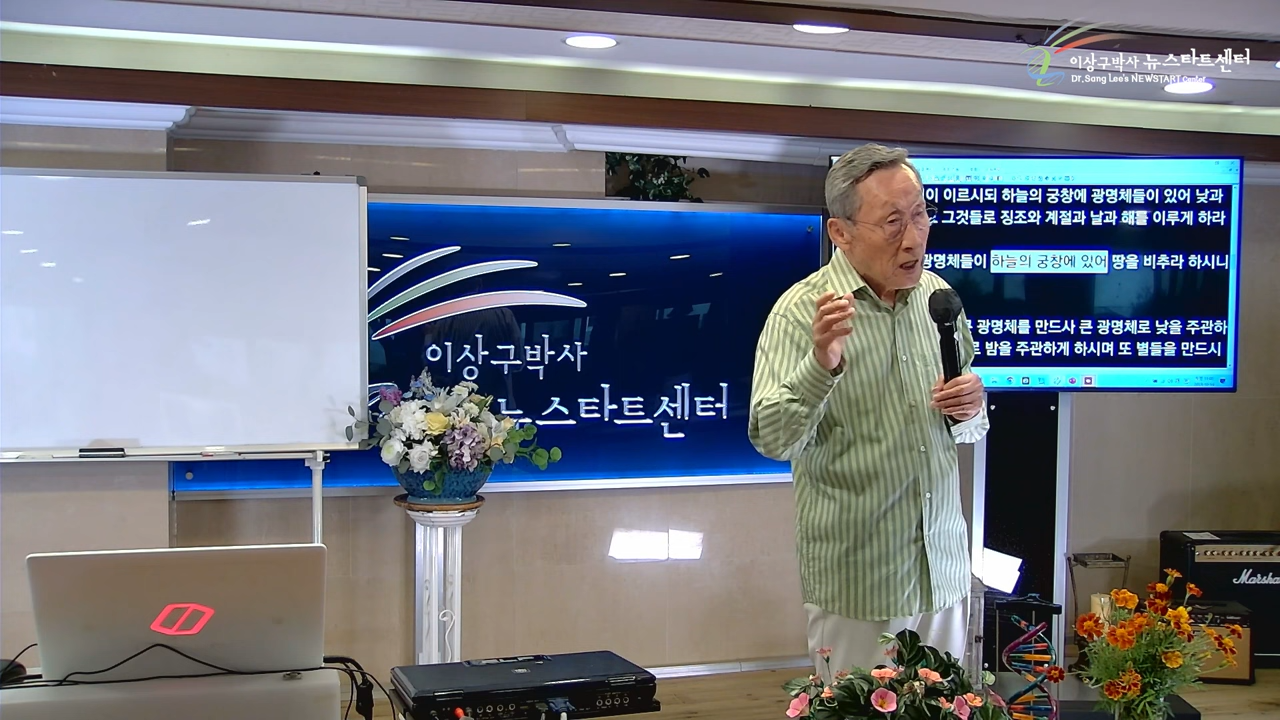 이상구박사 뉴스타트센터
Dr.Sang Lee's NEWSTART Center
이 이르시되 하늘의 궁창에 광명체들이 있어 낮과
그것들로 징조와 계절과 날과 해를 이루게 하라
광명체들이 하늘의 궁창에 있어 땅을 비추라 하시니
광명체를 만드사 큰 광명체로 낮을 주관하
밤을 주관하게 하시며 또 별들을 만드시
이상구박사
뉴스타트센터
Marsha